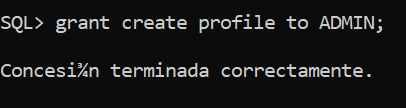 SQL> grant create profile to ADMIN;
Concesi¾n terminada correctamente.